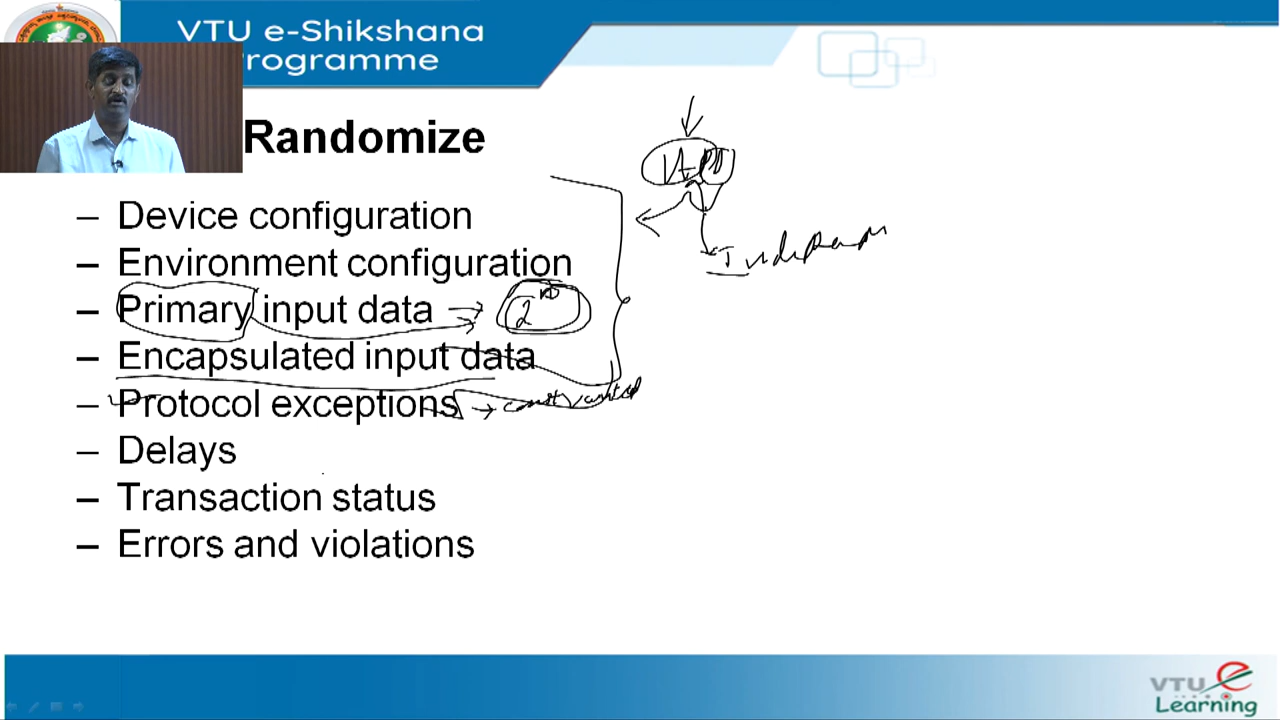 VTU e-Shikshana
Programme
Randomize
– Device configuration
– Environment configuration
– Primary input data
– Encapsulated input data
– Protocol exceptions
– Delays
– Transaction status
– Errors and violations
VTU e
Learning